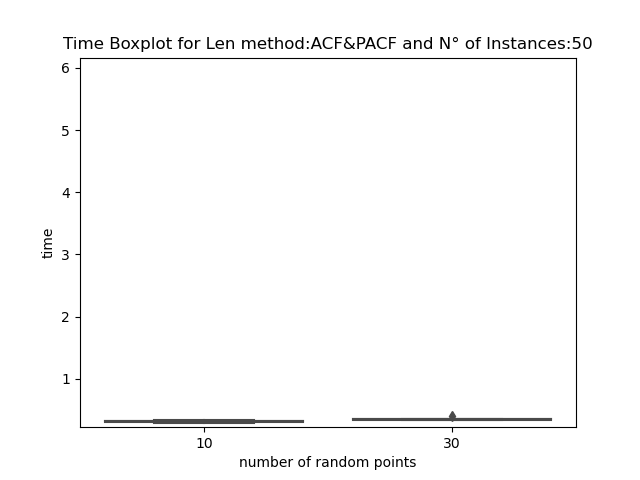 Time Boxplot for Len method:ACF&PACF and N° of Instances:50
6
5
4
3
2
1
time
10 30
number of random points